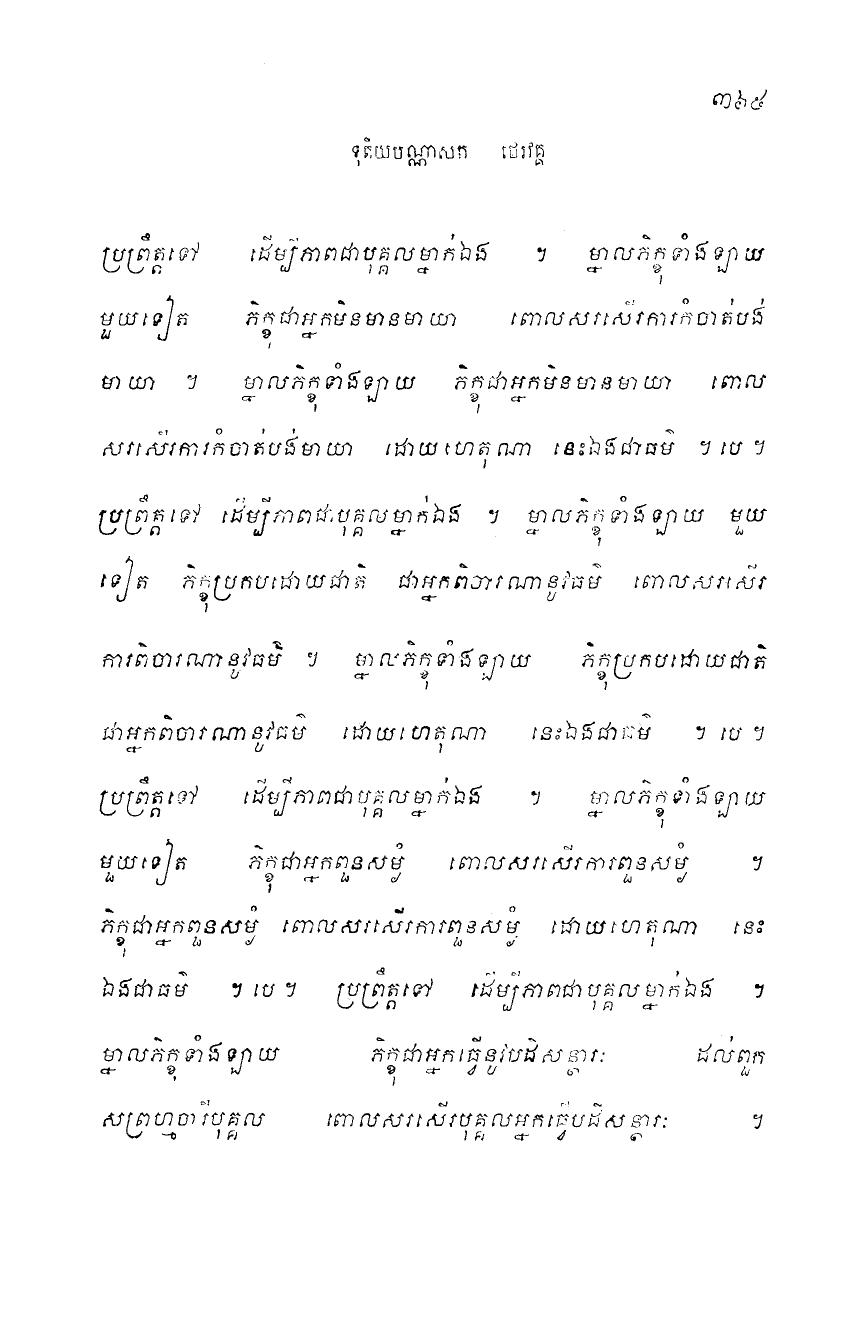 ៣៦៥
ទុតិយបណ្ណាសក ថេរវគ្គ
ប្រព្រឹត្តទៅ ដើម្បីភាពជាបុគ្គលម្នាក់ឯង ។ ម្នាលភិក្ខុទាំងឡាយ
មួយទៀត ភិក្ខុជាអ្នកមិនមានមាយា ពោលសរសើរការកំចាត់បង់
មាយា ។ ម្នាលភិក្ខុទាំងឡាយ ភិក្ខុជាអ្នកមិនមានមាយា ពោល
សរសើរការកំចាត់បង់មាយា ដោយហេតុណា នេះឯងជាធម៌ ។ បេ ។
ប្រព្រឹត្តទៅ ដើម្បីភាពជាបុគ្គលម្នាក់ឯង ។ ម្នាលភិក្ខុទាំងឡាយ មួយ
ទៀត ភិក្ខុប្រកបដោយជាតិ ជាអ្នកពិចារណានូវធម៌ ពោលសរសើរ
ការពិចារណានូវធម៌ ។ ម្នាលភិក្ខុទាំងឡាយ ភិក្ខុប្រកបដោយជាតិ
ជាអ្នកពិចារណានូវធម៌ ដោយហេតុណា នេះឯងជាធម៌ ។ បេ ។
ប្រព្រឹត្តទៅ ដើម្បីភាពជាបុគ្គលម្នាក់ឯង ។ ម្នាលភិក្ខុទាំងឡាយ
មួយទៀត ភិក្ខុជាអ្នកពួនសម្ងំ ពោលសរសើរការពួនសម្ងំ ។
ភិក្ខុជាអ្នកពួនសម្ងំ ពោលសរសើរការពួនសម្ងំ ដោយហេតុណា នេះ
ឯងជាធម៌ ។ បេ ។ ប្រព្រឹត្តទៅ ដើម្បីភាពជាបុគ្គលម្នាក់ឯង ។
ម្នាលភិក្ខុទាំងឡាយ ភិក្ខុជាអ្នកធ្វើនូវបដិសន្ថារៈ ដល់ពួក
សព្រហ្មចារីបុគ្គល ពោលសរសើរបុគ្គលអ្នកធ្វើបដិសន្ថារៈ ។